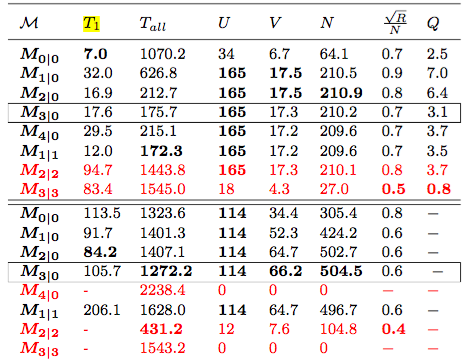 M T₁ T_all U V N √R/N Q
M₀|₀ 7.0 1070.2 34 6.7 64.1 0.7 2.5
M₁|₀ 32.0 626.8 165 17.5 210.5 0.9 7.0
M₂|₀ 16.9 212.7 165 17.5 210.9 0.8 6.4
M₃|₀ 17.6 175.7 165 17.3 210.2 0.7 3.1
M₄|₀ 29.5 215.1 165 17.2 209.6 0.7 3.7
M₁|₁ 12.0 172.3 165 17.2 209.6 0.7 3.5
M₂|₂ 94.7 1443.8 165 17.3 210.1 0.8 3.7
M₃|₃ 83.4 1545.0 18 4.3 27.0 0.5 0.8
M₀|₀ 113.5 1323.6 114 34.4 305.4 0.8 –
M₁|₀ 91.7 1401.3 114 52.3 424.2 0.6 –
M₂|₀ 84.2 1407.1 114 64.7 502.7 0.6 –
M₃|₀ 105.7 1272.2 114 66.2 504.5 0.6 –
M₄|₀ - 2238.4 0 0 0 – –
M₁|₁ 206.1 1628.0 114 64.7 496.7 0.6 –
M₂|₂ - 431.2 12 7.6 104.8 0.4 –
M₃|₃ - 1543.2 0 0 0 – –